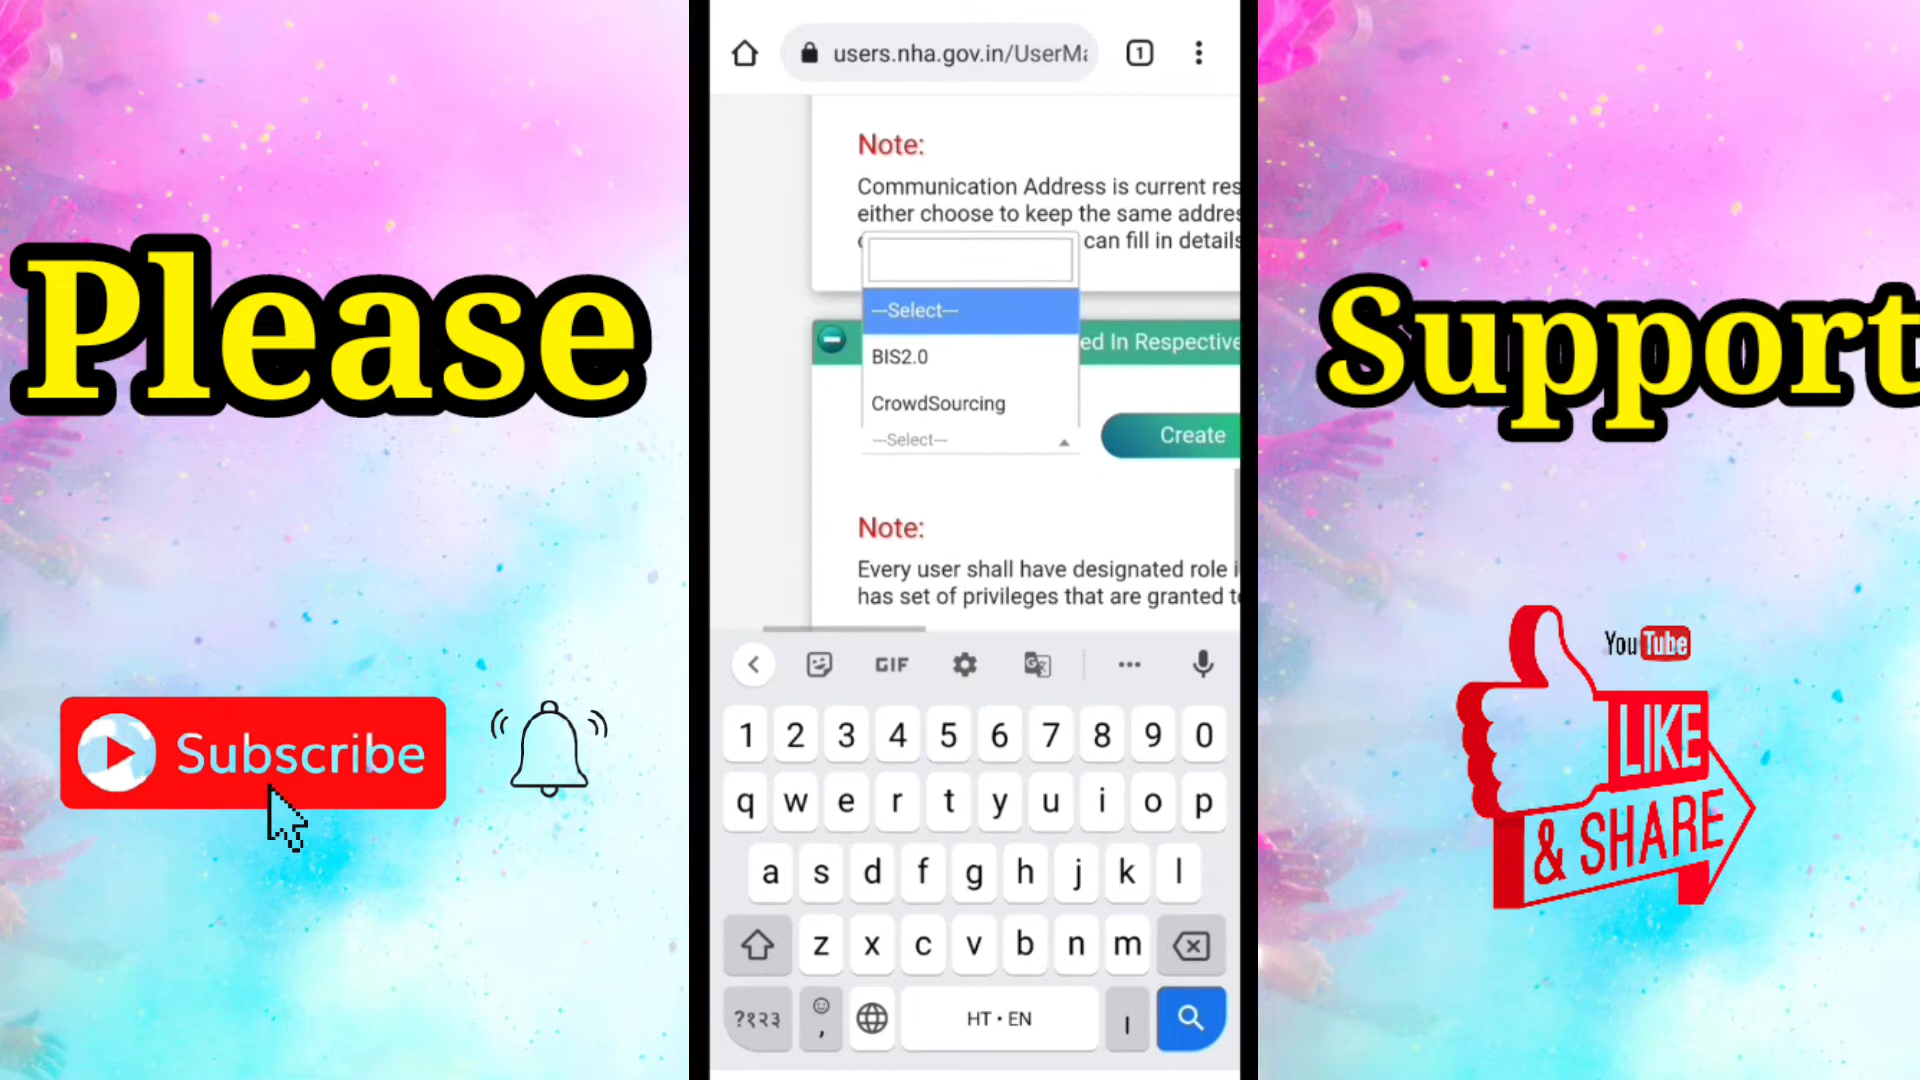 Please
Subscribe
users.nha.gov.in/UserMa
1
Note:
Communication Address is current res
either choose to keep the same addres
can fill in details
---Select---
BIS2.0
CrowdSourcing
---Select---
ed In Respective
Create
Note:
Every user shall have designated role i
has set of privileges that are granted t
GIF
1 2 3 4 5 6 7 8 9 0
q w e r t y u i o p
a s d f g h j k l
z x c v b n m
?१२३ , HT • EN ।
Support
YouTube
LIKE
& SHARE